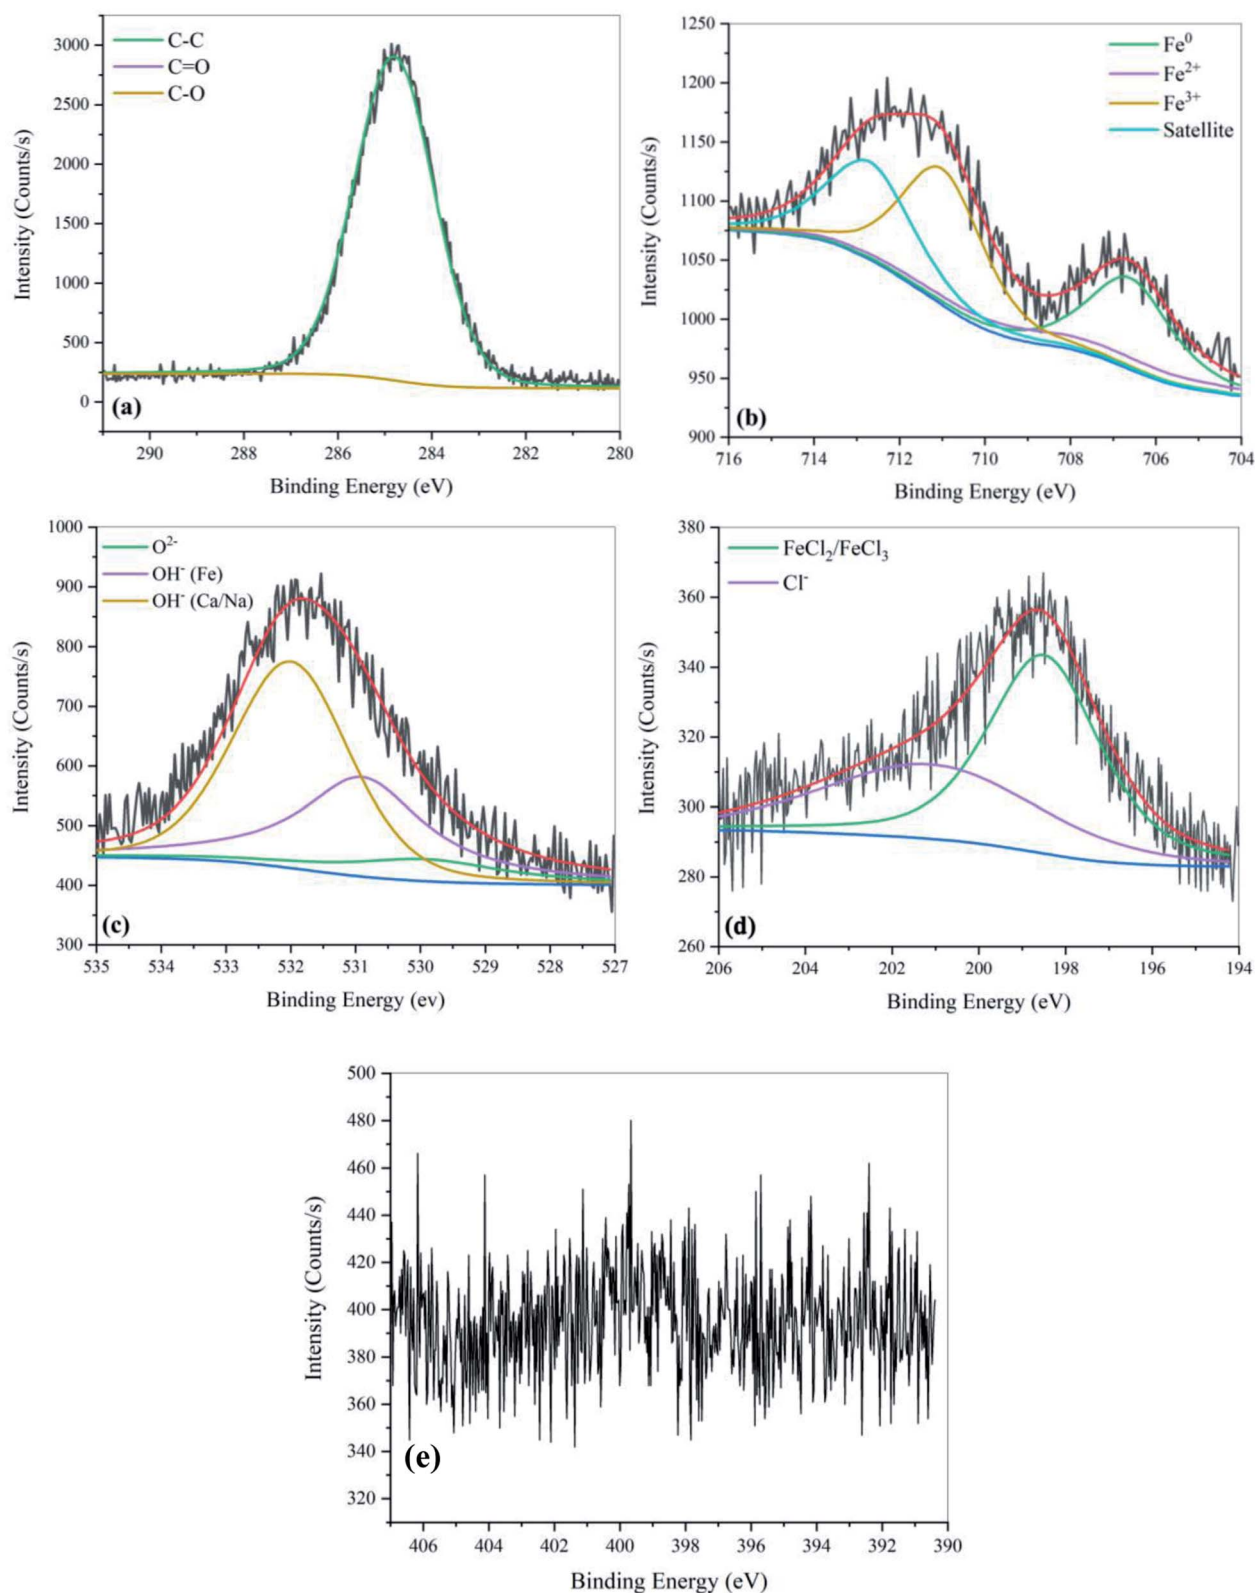 C-C
C=O
C-O
3000
2500
2000
1500
1000
500
0
Intensity (Counts/s)
(a)
290 288 286 284 282 280
Binding Energy (eV)
Fe⁰
Fe²⁺
Fe³⁺
Satellite
1250
1200
1150
1100
1050
1000
950
900
Intensity (Counts/s)
(b)
716 714 712 710 708 706 704
Binding Energy (eV)
O²⁻
OH⁻ (Fe)
OH⁻ (Ca/Na)
1000
900
800
700
600
500
400
300
Intensity (Counts/s)
(c)
535 534 533 532 531 530 529 528 527
Binding Energy (ev)
FeCl₂/FeCl₃
Cl⁻
380
360
340
320
300
280
260
Intensity (Counts/s)
(d)
206 204 202 200 198 196 194
Binding Energy (eV)
500
480
460
440
420
400
380
360
340
320
Intensity (Counts/s)
(e)
406 404 402 400 398 396 394 392 390
Binding Energy (eV)